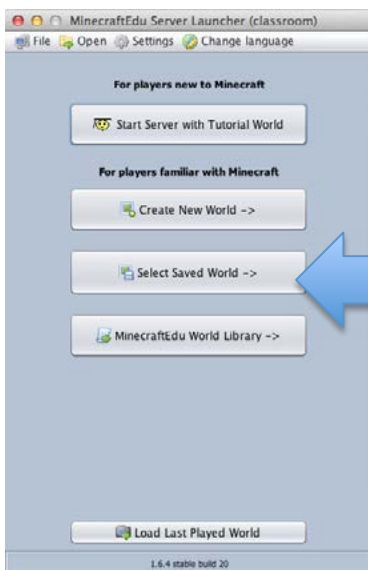 MinecraftEdu Server Launcher (classroom)
File Open Settings Change language
For players new to Minecraft
Start Server with Tutorial World
For players familiar with Minecraft
Create New World ->
Select Saved World ->
MinecraftEdu World Library ->
Load Last Played World
1.6.4 stable build 20